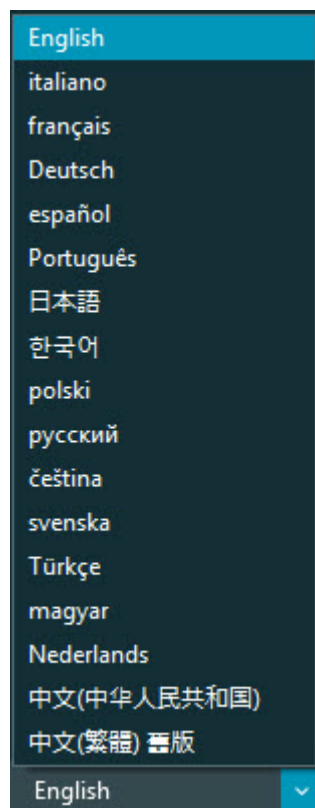 English
italiano
français
Deutsch
español
Português
日本語
한국어
polski
русский
čeština
svenska
Türkçe
magyar
Nederlands
中文(中华人民共和国)
中文(繁體) 舊版
English